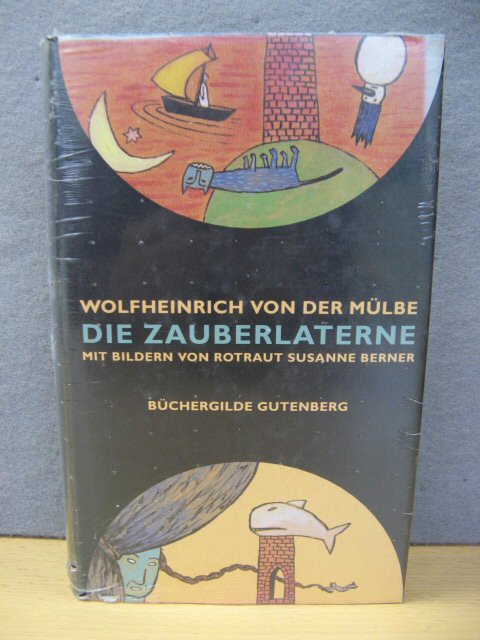 WOLFHEINRICH VON DER MÜLBE
DIE ZAUBERLATERNE
MIT BILDERN VON ROTRAUT SUSANNE BERNER
BÜCHERGILDE GUTENBERG